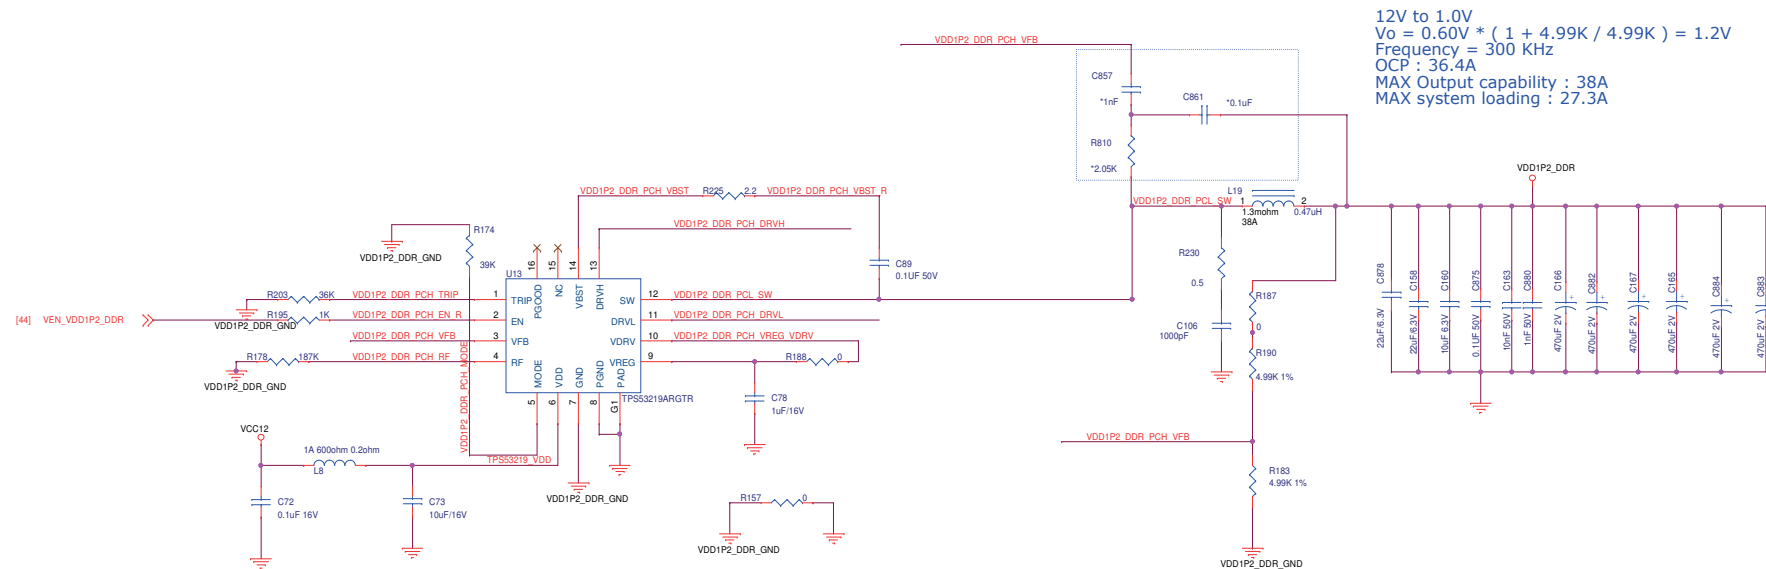 12V to 1.0V
Vo = 0.60V * ( 1 + 4.99K / 4.99K ) = 1.2V
Frequency = 300 KHz
OCP : 36.4A
MAX Output capability : 38A
MAX system loading : 27.3A
VDD1P2_DDR_PCH_VFB
C857
*1nF
C861
*0.1uF
R810
*2.05K
VDD1P2_DDR
VDD1P2_DDR_PCL_SW
L19
1
2
1.3mohm
0.47uH
38A
VDD1P2_DDR_PCH_VBST
R225
2.2
VDD1P2_DDR_PCH_VBST_R
VDD1P2_DDR_PCH_DRVH
R174
39K
VDD1P2_DDR_GND
C89
0.1UF 50V
R230
0.5
C106
1000pF
R187
0
R190
4.99K 1%
C878
22uF/6.3V
C158
22uF/6.3V
C160
10uF 6.3V
C875
0.1UF 50V
C163
10nF 50V
C880
1nF 50V
C166
470uF 2V
C882
470uF 2V
C167
470uF 2V
C165
470uF 2V
C884
470uF 2V
C883
470uF 2V
U13
16
15
14
13
PGOOD
NC
VBST
DRVH
R203
36K
VDD1P2_DDR_PCH_TRIP
1
TRIP
SW
12
VDD1P2_DDR_PCL_SW
VDD1P2_DDR_GND
[44]
VEN_VDD1P2_DDR
R195
1K
VDD1P2_DDR_PCH_EN_R
2
EN
DRVL
11
VDD1P2_DDR_PCH_DRVL
VDD1P2_DDR_PCH_VFB
3
VFB
VDRV
10
VDD1P2_DDR_PCH_VREG_VDRV
R178
187K
VDD1P2_DDR_PCH_RF
4
RF
VREG
9
R188
0
VDD1P2_DDR_GND
MODE
VDD
GND
PGND
PAD
5
6
7
8
G1
TPS53219ARGTR
VDD1P2_DDR_PCH_MODE
C78
1uF/16V
VCC12
1A 600ohm 0.2ohm
L8
TPS53219_VDD
C72
0.1uF 16V
C73
10uF/16V
VDD1P2_DDR_GND
R157
0
VDD1P2_DDR_GND
VDD1P2_DDR_PCH_VFB
R183
4.99K 1%
VDD1P2_DDR_GND